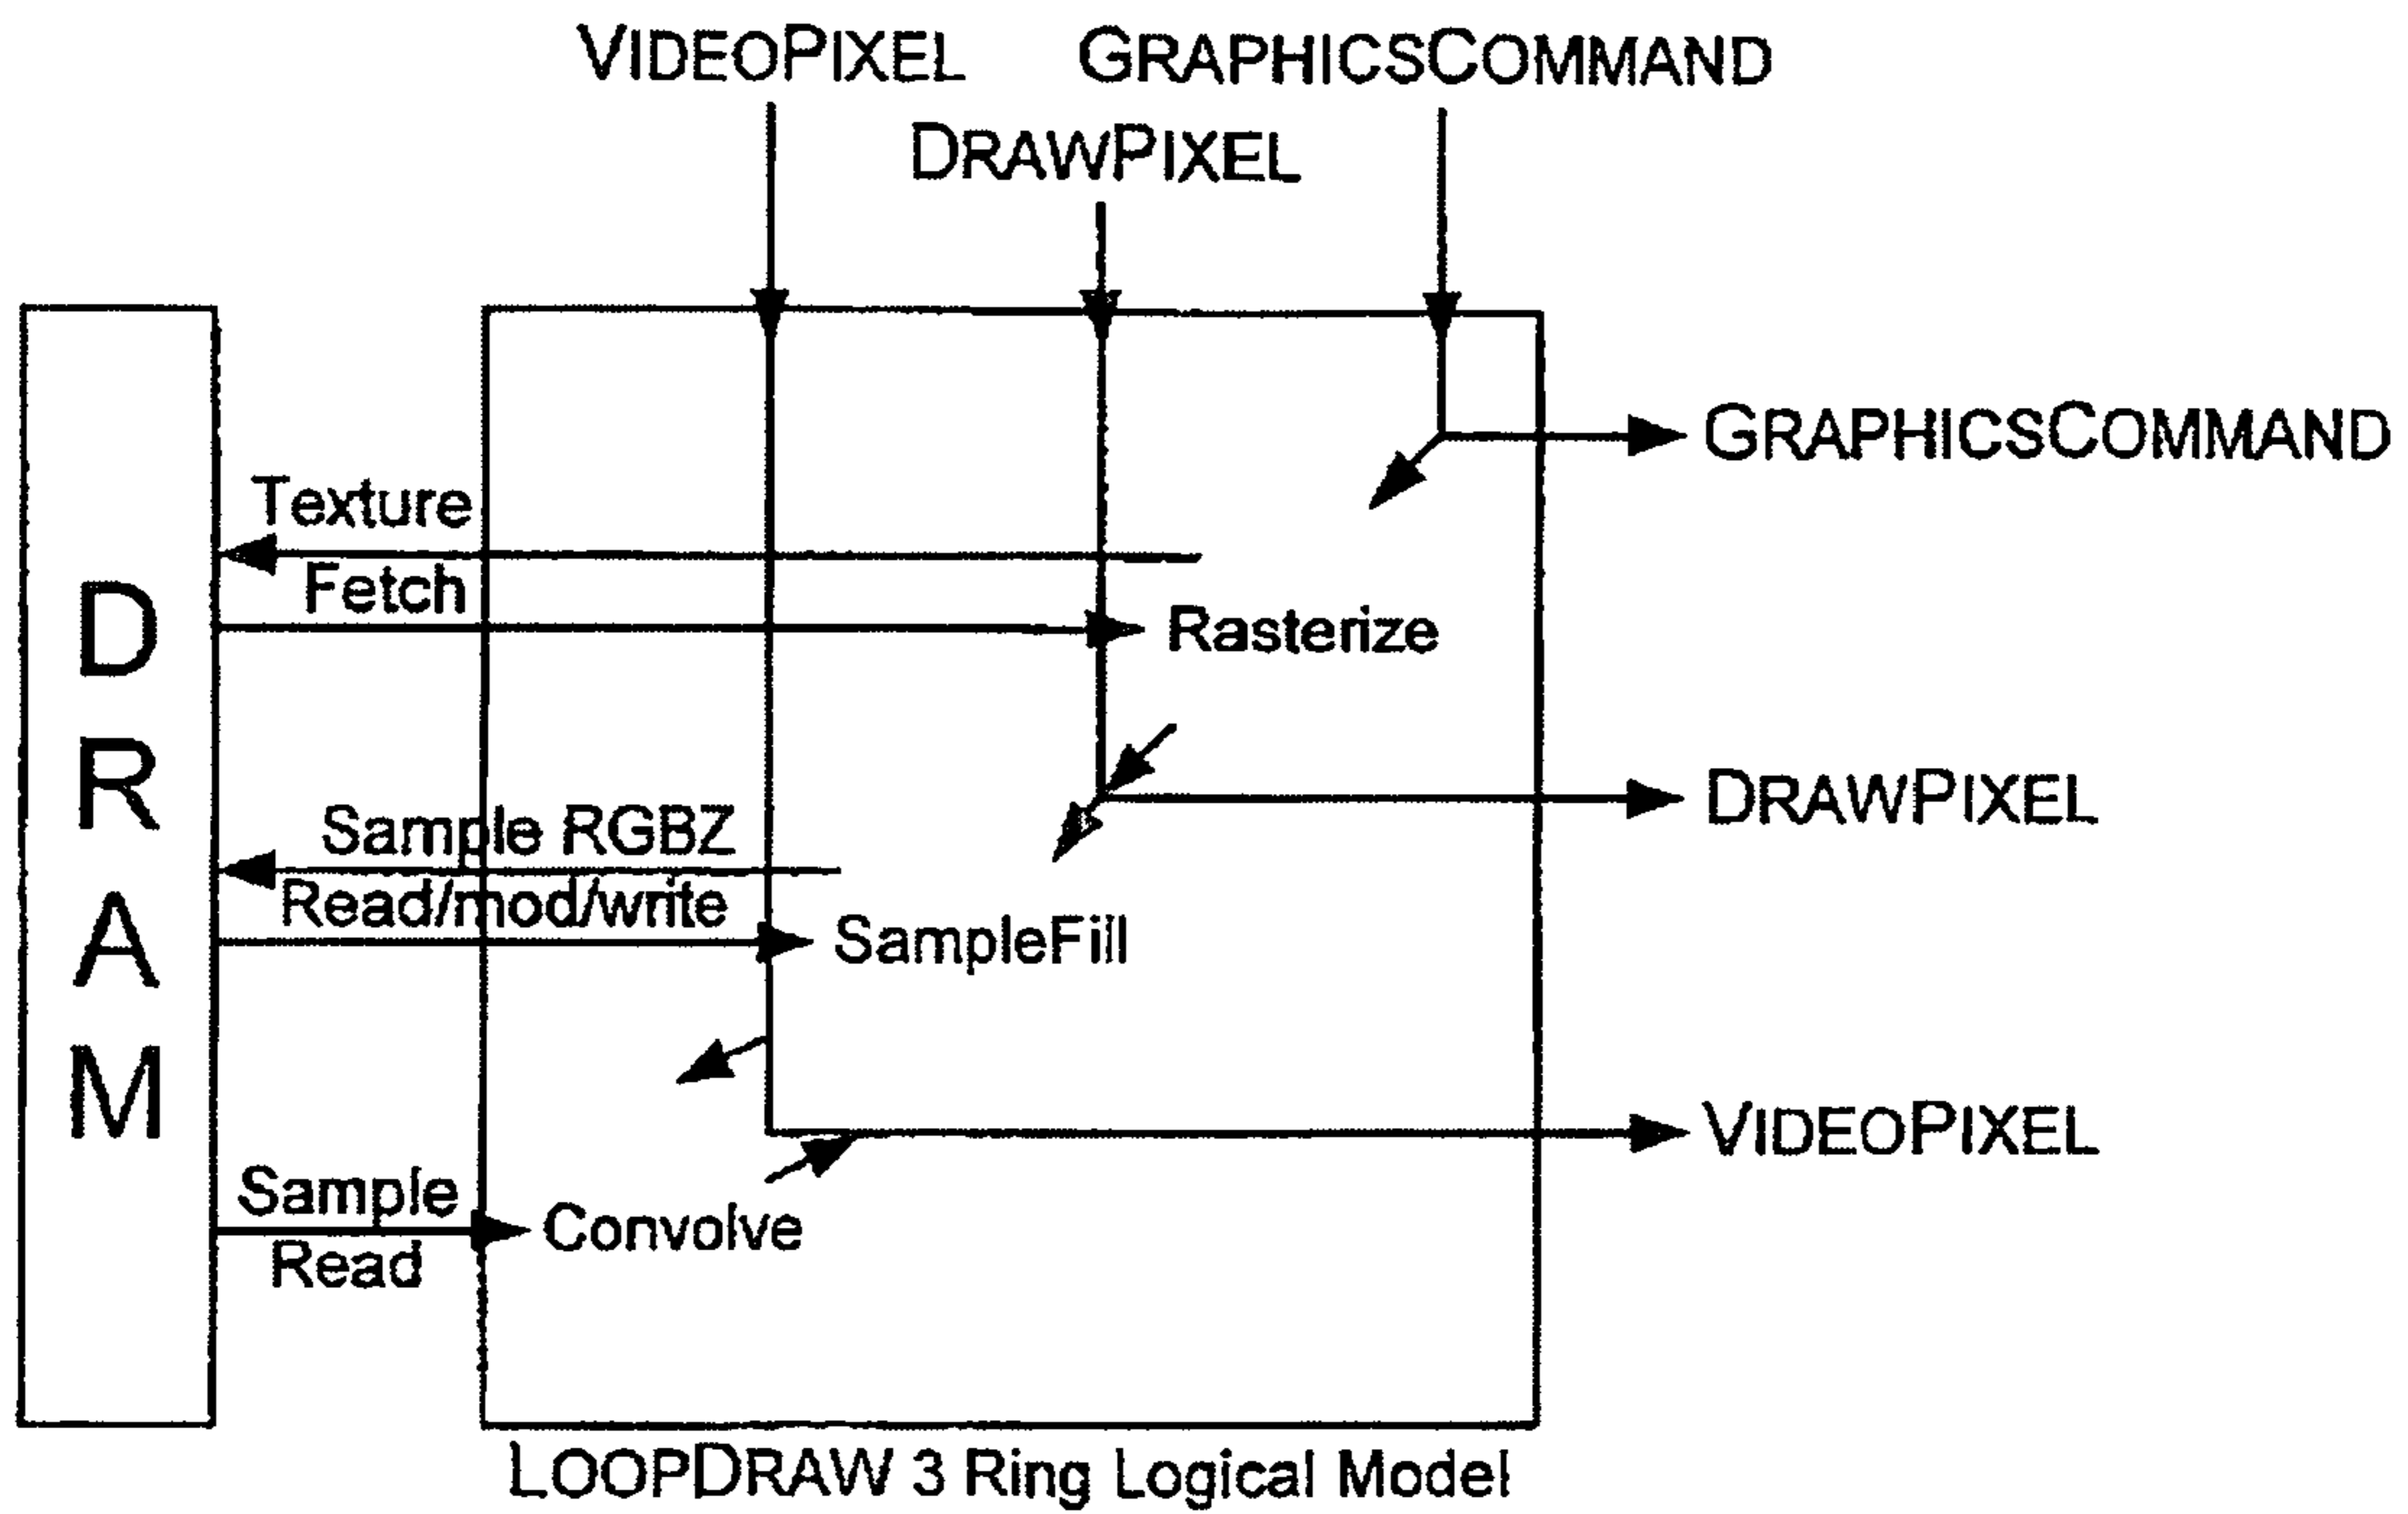 VIDEOPIXEL GRAPHICSCOMMAND
DRAWPIXEL
GRAPHICSCOMMAND
Texture
Fetch
Rasterize
DRAM
DRAWPIXEL
Sample RGBZ
Read/mod/write
SampleFill
VIDEOPIXEL
Sample
Read
Convolve
LOOPDRAW 3 Ring Logical Model